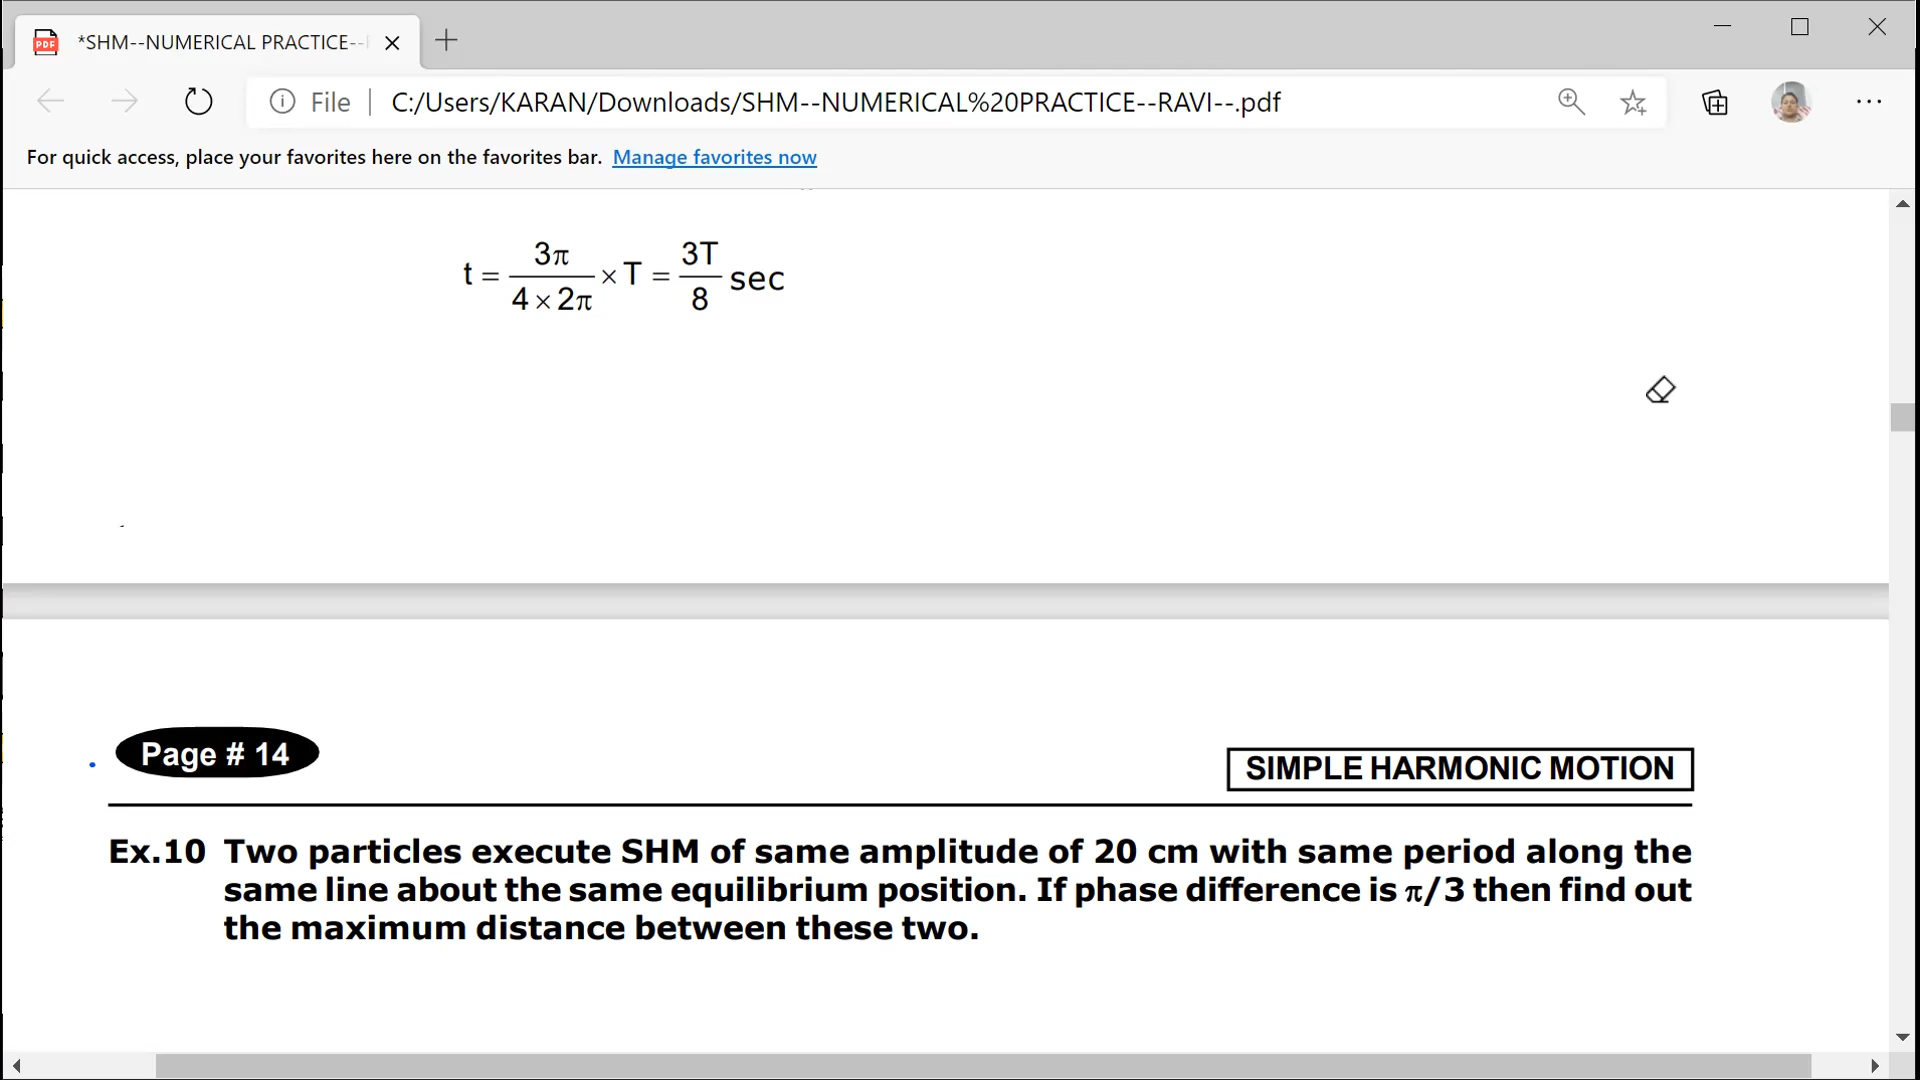 *SHM--NUMERICAL PRACTICE--
File | C:/Users/KARAN/Downloads/SHM--NUMERICAL%20PRACTICE--RAVI--.pdf
For quick access, place your favorites here on the favorites bar. Manage favorites now
t = 3π / (4 × 2π) × T = 3T / 8 sec
Page # 14
SIMPLE HARMONIC MOTION
Ex.10 Two particles execute SHM of same amplitude of 20 cm with same period along the
same line about the same equilibrium position. If phase difference is π/3 then find out
the maximum distance between these two.